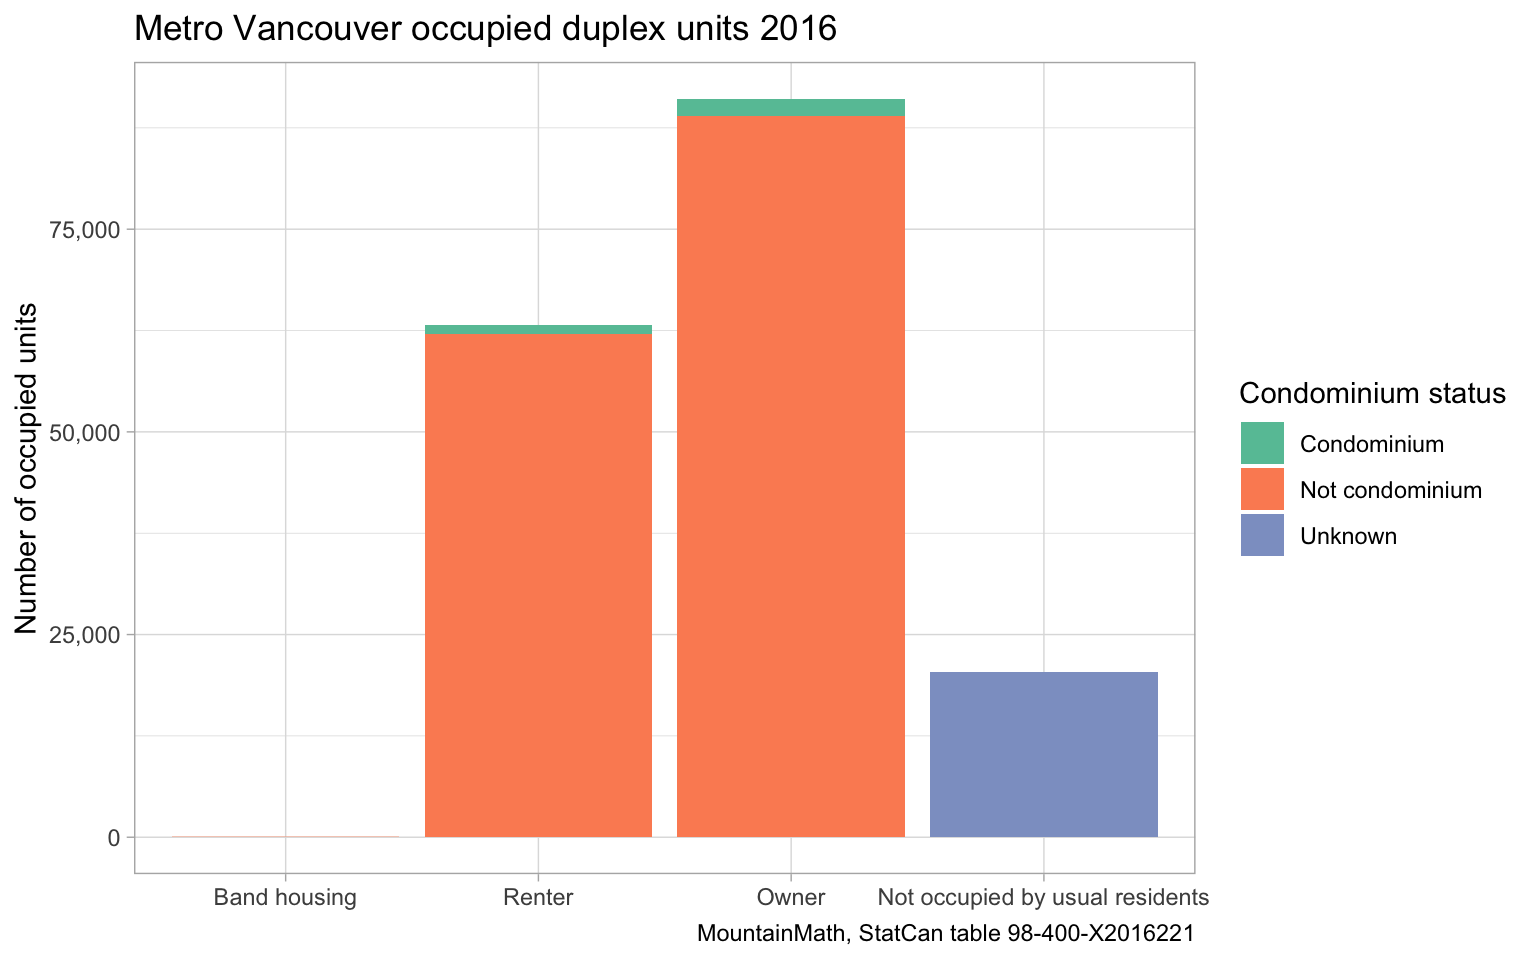 Metro Vancouver occupied duplex units 2016
Number of occupied units
75,000
50,000
25,000
0
Band housing
Renter
Owner
Not occupied by usual residents
Condominium status
Condominium
Not condominium
Unknown
MountainMath, StatCan table 98-400-X2016221